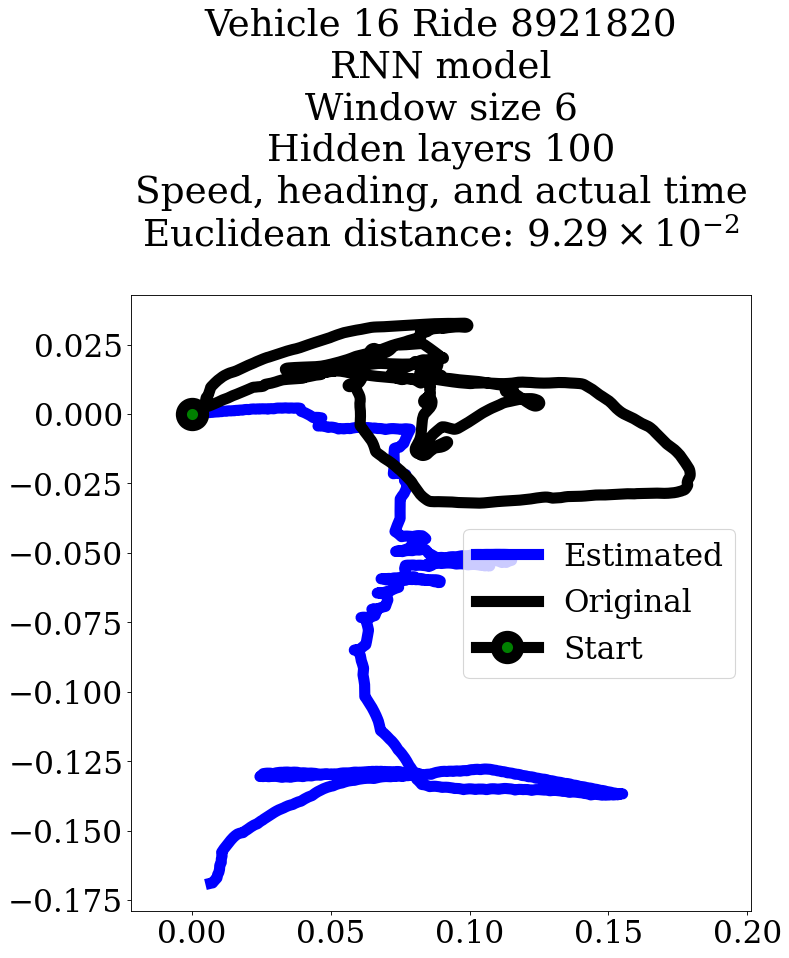 Vehicle 16 Ride 8921820
RNN model
Window size 6
Hidden layers 100
Speed, heading, and actual time
Euclidean distance: 9.29 × 10⁻²
0.025
0.000
−0.025
−0.050
−0.075
−0.100
−0.125
−0.150
−0.175
Estimated
Original
Start
0.00 0.05 0.10 0.15 0.20